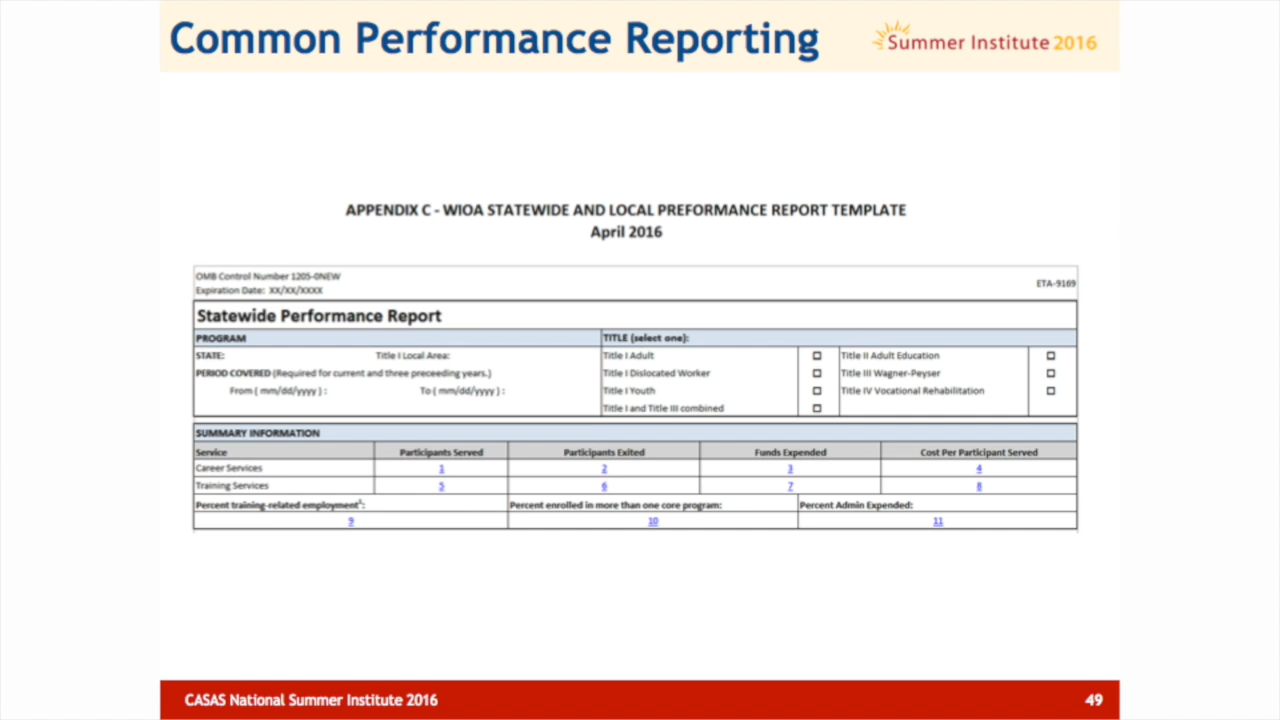 Common Performance Reporting
Summer Institute 2016
APPENDIX C - WIOA STATEWIDE AND LOCAL PREFORMANCE REPORT TEMPLATE
April 2016
OMB Control Number 1205-0NEW
Expiration Date: XX/XX/XXXX
ETA-9169
Statewide Performance Report
PROGRAM TITLE (select one):
STATE: Title I Local Area: Title I Adult ☐ Title II Adult Education ☐
PERIOD COVERED (Required for current and three preceeding years.) Title I Dislocated Worker ☐ Title III Wagner-Peyser ☐
From ( mm/dd/yyyy ) : To ( mm/dd/yyyy ) : Title I Youth ☐ Title IV Vocational Rehabilitation ☐
Title I and Title III combined ☐
SUMMARY INFORMATION
Service Participants Served Participants Exited Funds Expended Cost Per Participant Served
Career Services 1 2 3 4
Training Services 5 6 7 8
Percent training-related employment¹: Percent enrolled in more than one core program: Percent Admin Expended:
9 10 11
CASAS National Summer Institute 2016 49